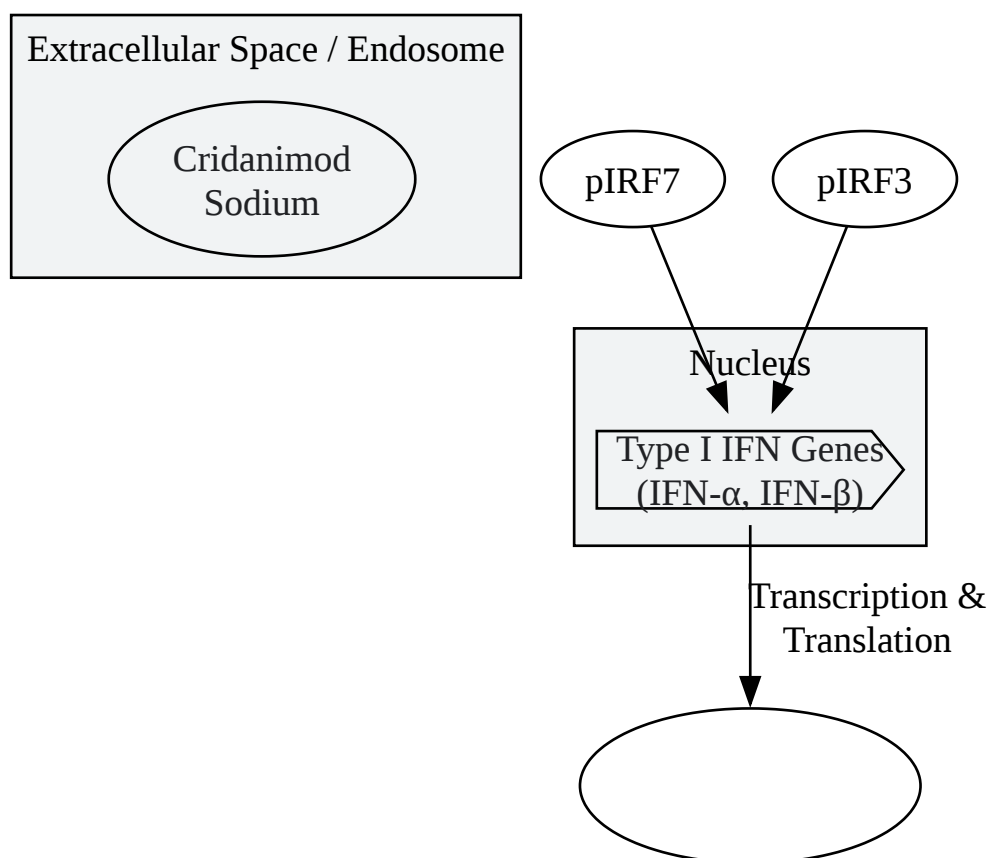 Extracellular Space / Endosome
Cridanimod
Sodium
pIRF7
pIRF3
Nucleus
Type I IFN Genes
(IFN-α, IFN-β)
Transcription &
Translation